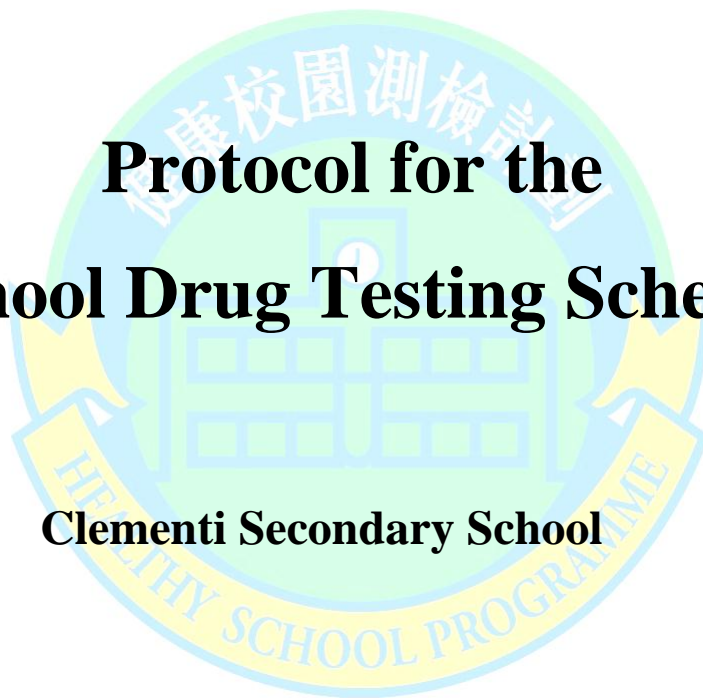 健康校園測檢計劃
Protocol for the
hool Drug Testing Sche
Clementi Secondary School
HEALTHY SCHOOL PROGRAMME